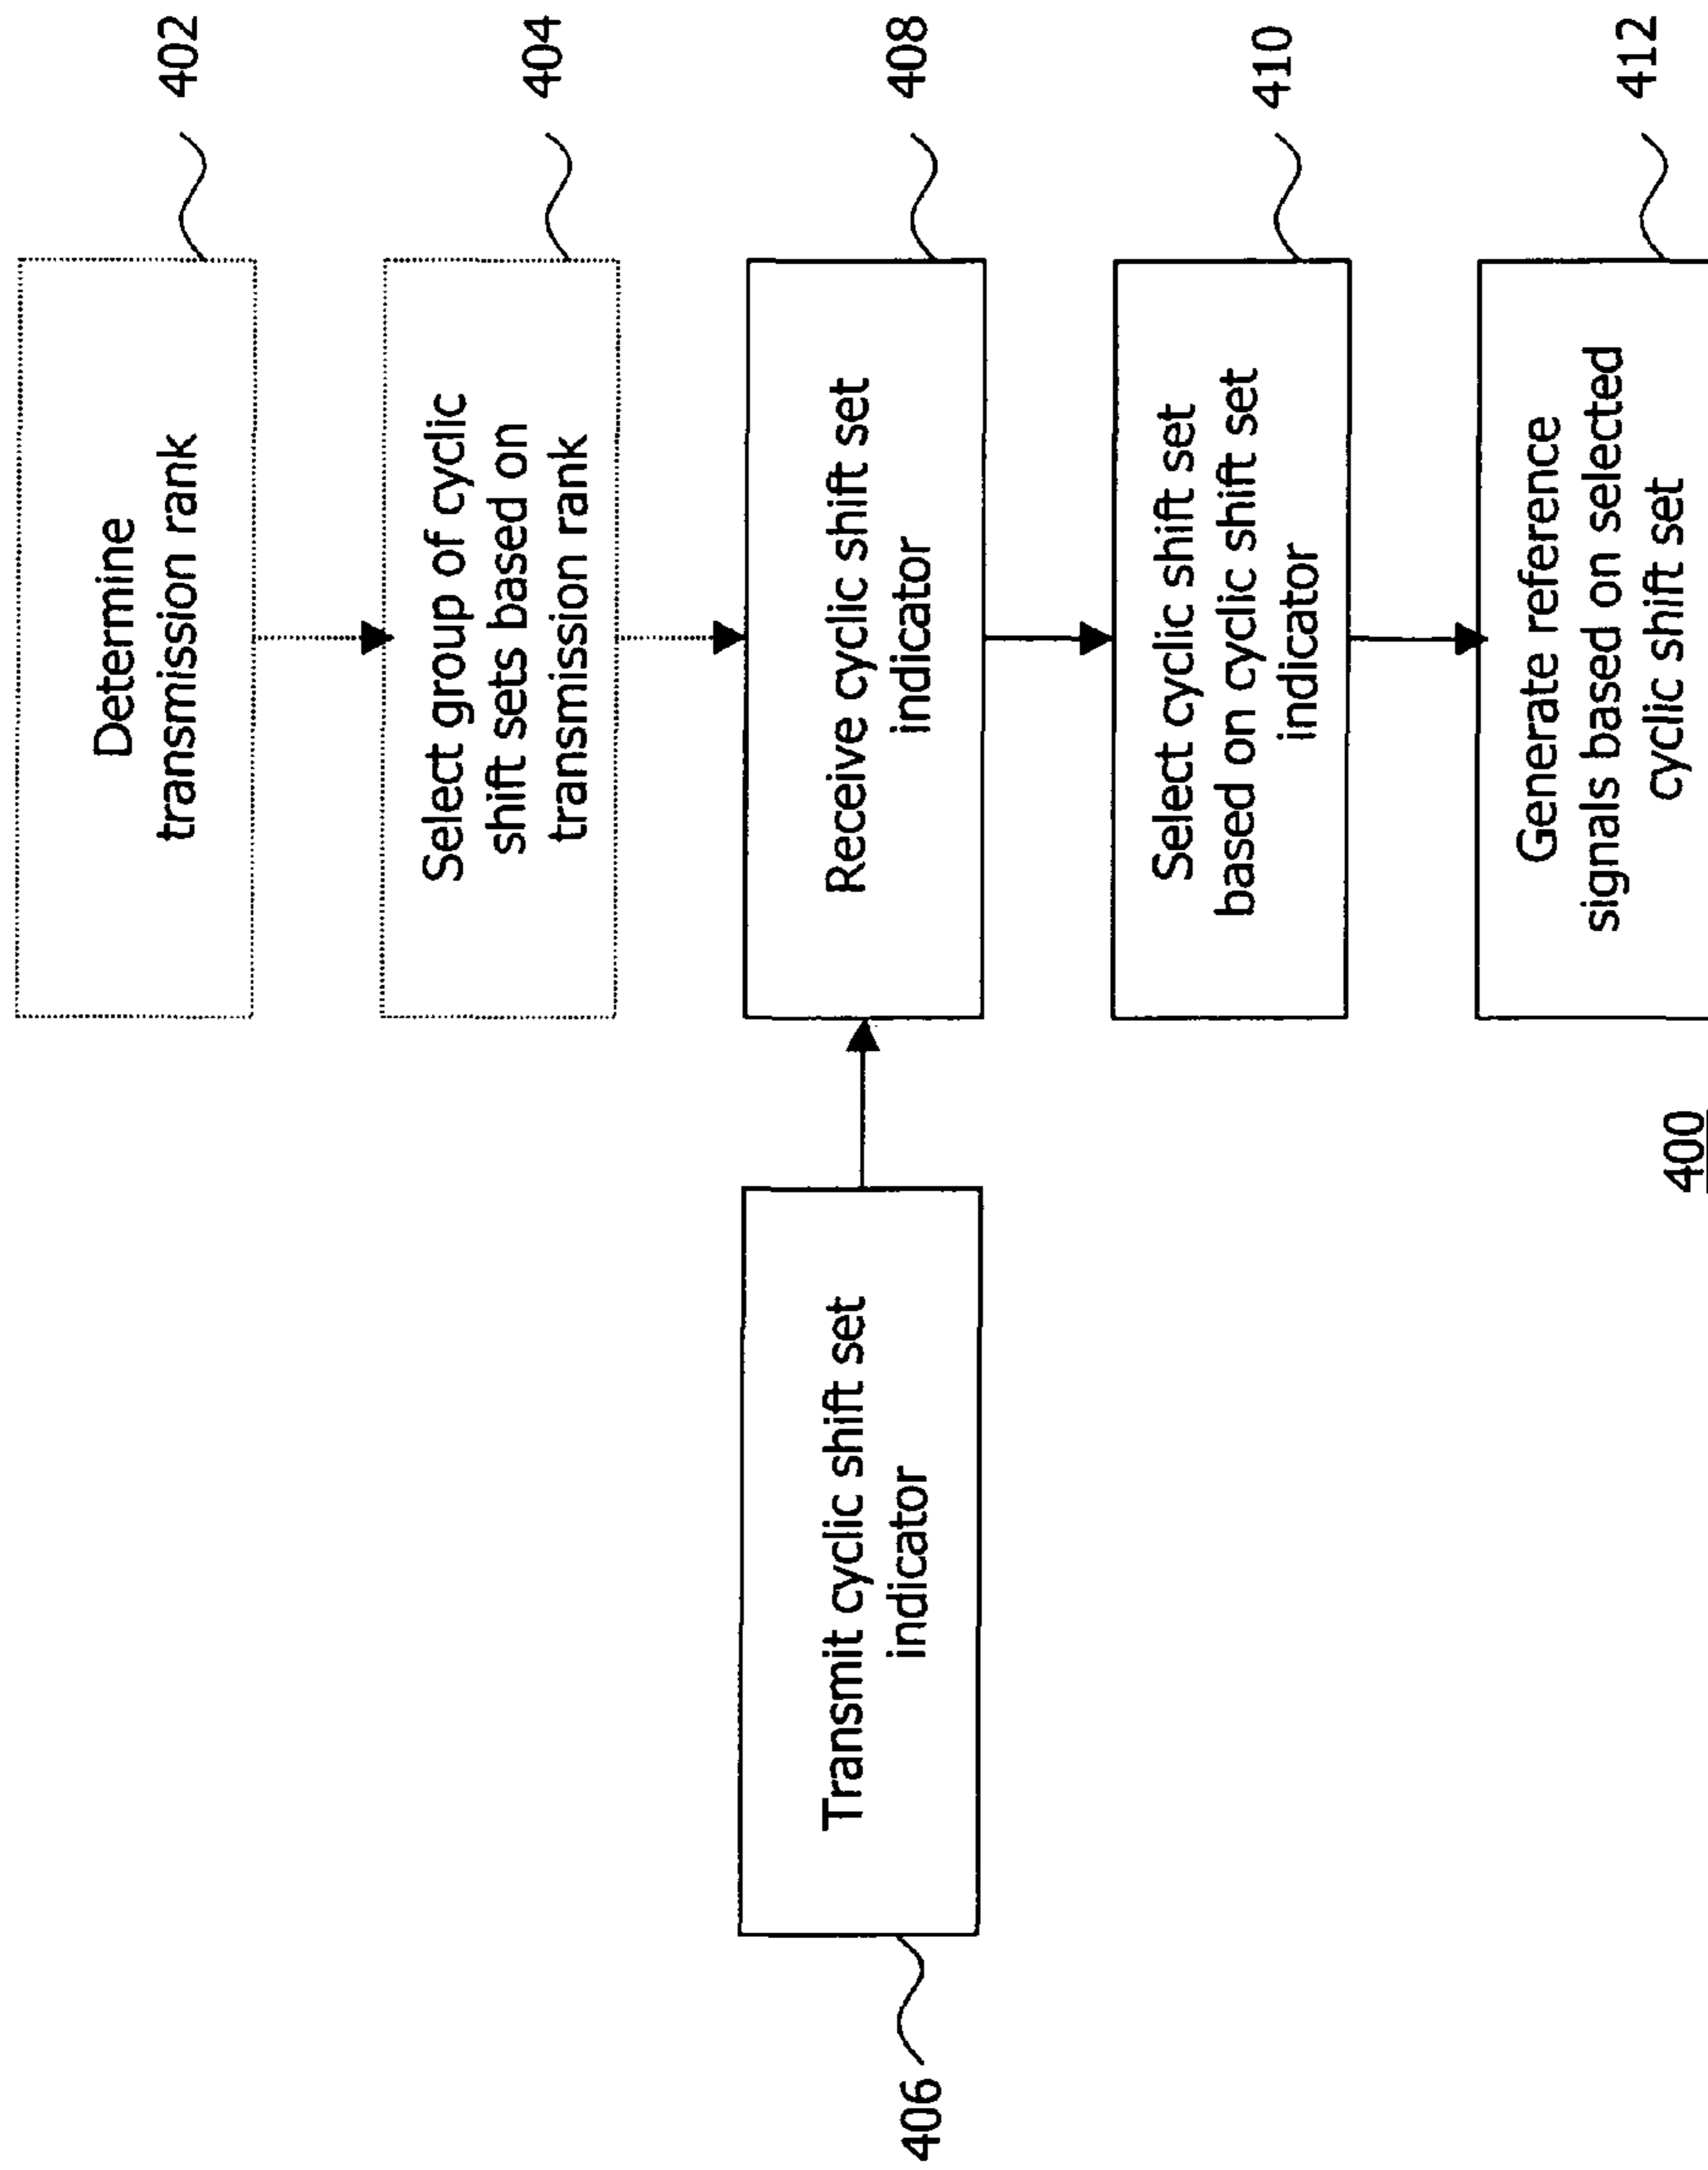 Determine
transmission rank
402
Select group of cyclic
shift sets based on
transmission rank
404
Transmit cyclic shift set
indicator
406
Receive cyclic shift set
indicator
408
Select cyclic shift set
based on cyclic shift set
indicator
410
Generate reference
signals based on selected
cyclic shift set
412
400